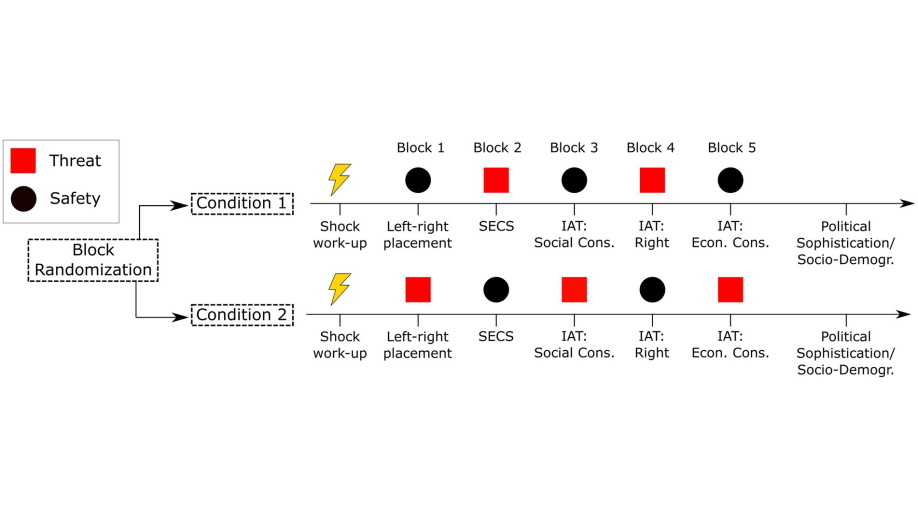 Threat
Safety
Block
Randomization
Condition 1
Block 1 Block 2 Block 3 Block 4 Block 5
Shock
work-up
Left-right
placement
SECS
IAT:
Social Cons.
IAT:
Right
IAT:
Econ. Cons.
Political
Sophistication/
Socio-Demogr.
Condition 2
Shock
work-up
Left-right
placement
SECS
IAT:
Social Cons.
IAT:
Right
IAT:
Econ. Cons.
Political
Sophistication/
Socio-Demogr.